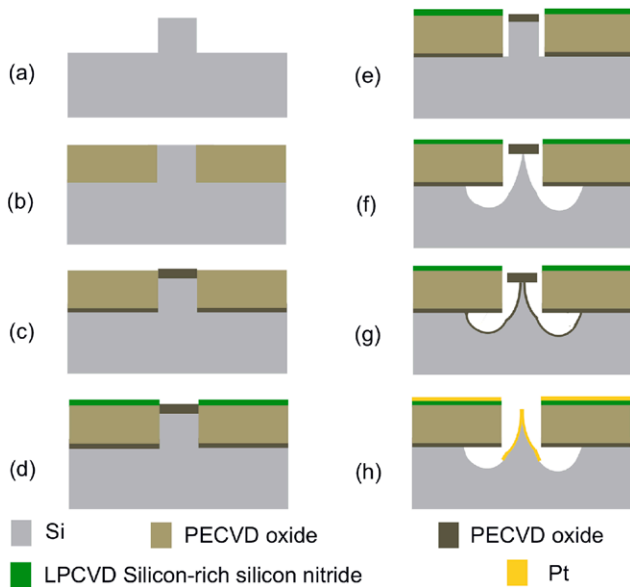 (a)
(b)
(c)
(d)
(e)
(f)
(g)
(h)
Si
PECVD oxide
PECVD oxide
LPCVD Silicon-rich silicon nitride
Pt